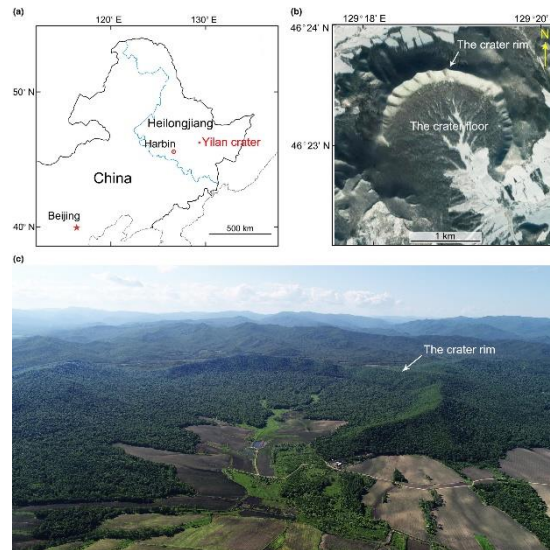 (a)
120°
130°
50° N
Heilongjiang
Harbin
Yilan crater
China
Beijing
40° N
500 km
(b)
129°18' E
129°20' E
46°24' N
N
The crater rim
The crater floor
46°23' N
1 km
(c)
The crater rim